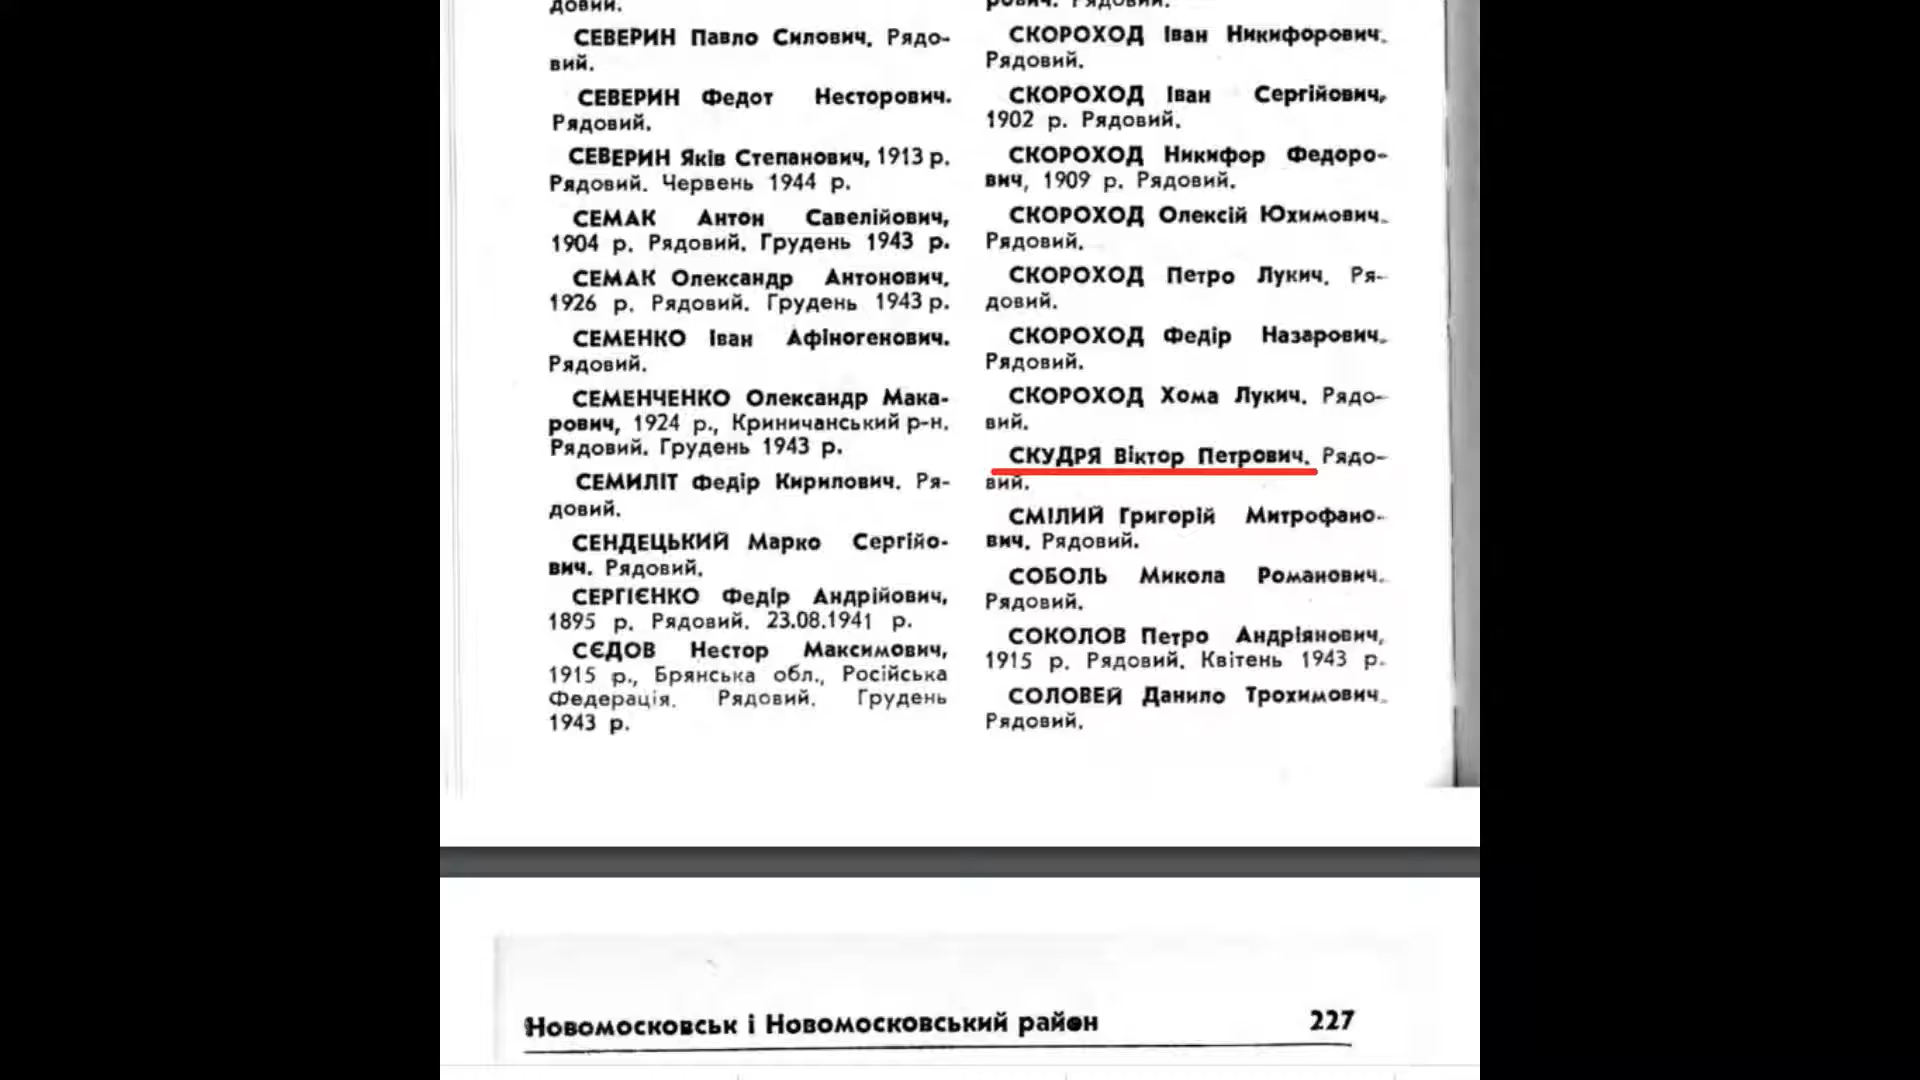 довий.
СЕВЕРИН Павло Силович. Рядо-
вий.
СЕВЕРИН Федот Несторович.
Рядовий.
СЕВЕРИН Яків Степанович, 1913 р.
Рядовий. Червень 1944 р.
СЕМАК Антон Савелійович,
1904 р. Рядовий. Грудень 1943 р.
СЕМАК Олександр Антонович,
1926 р. Рядовий. Грудень 1943 р.
СЕМЕНКО Іван Афіногенович.
Рядовий.
СЕМЕНЧЕНКО Олександр Мака-
рович, 1924 р., Криничанський р-н.
Рядовий. Грудень 1943 р.
СЕМИЛІТ Федір Кирилович. Ря-
довий.
СЕНДЕЦЬКИЙ Марко Сергійо-
вич. Рядовий.
СЕРГІЄНКО Федір Андрійович,
1895 р. Рядовий. 23.08.1941 р.
СЄДОВ Нестор Максимович,
1915 р., Брянська обл., Російська
Федерація. Рядовий. Грудень
1943 р.
рович. Рядовий.
СКОРОХОД Іван Никифорович.
Рядовий.
СКОРОХОД Іван Сергійович,
1902 р. Рядовий.
СКОРОХОД Никифор Федоро-
вич, 1909 р. Рядовий.
СКОРОХОД Олексій Юхимович.
Рядовий.
СКОРОХОД Петро Лукич. Ря-
довий.
СКОРОХОД Федір Назарович.
Рядовий.
СКОРОХОД Хома Лукич. Рядо-
вий.
СКУДРЯ Віктор Петрович. Рядо-
вий.
СМІЛИЙ Григорій Митрофано-
вич. Рядовий.
СОБОЛЬ Микола Романович.
Рядовий.
СОКОЛОВ Петро Андріянович,
1915 р. Рядовий. Квітень 1943 р.
СОЛОВЕЙ Данило Трохимович.
Рядовий.
Новомосковськ і Новомосковський район 227